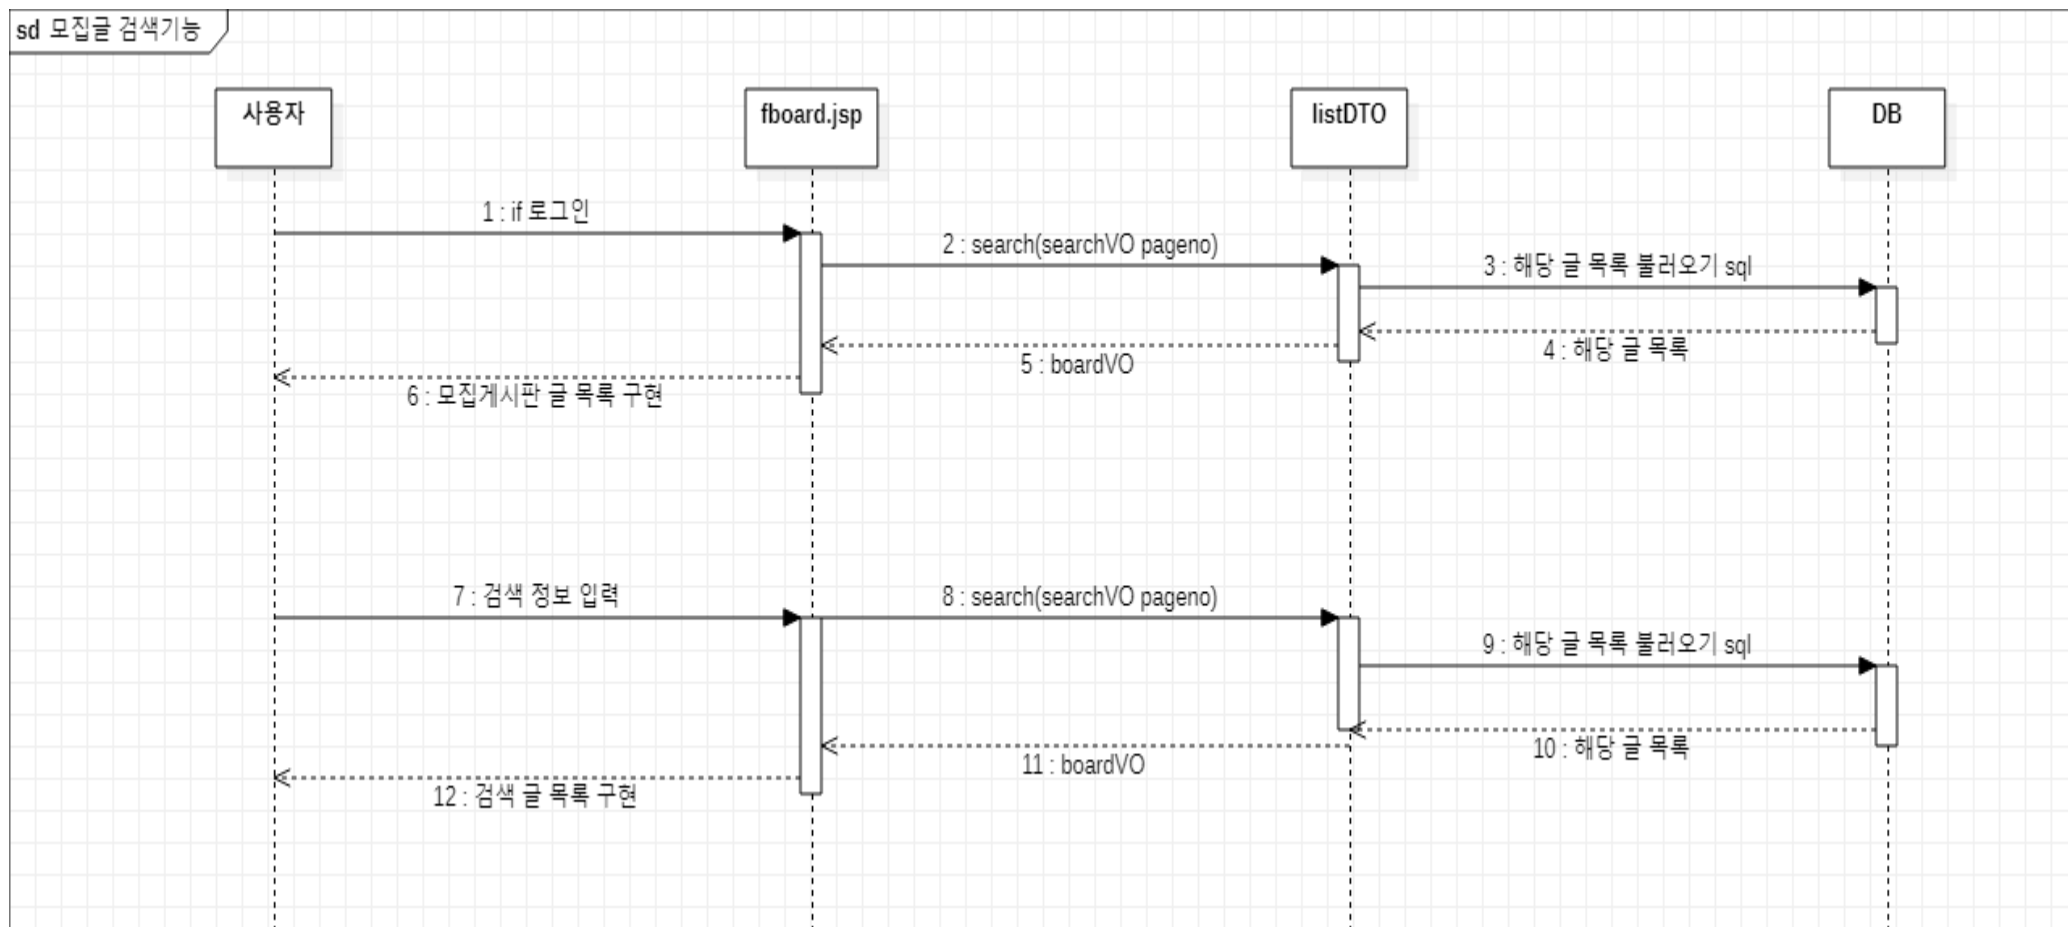 sd 모집글 검색기능
사용자
fboard.jsp
listDTO
DB
1 : if 로그인
2 : search(searchVO pageno)
3 : 해당 글 목록 불러오기 sql
4 : 해당 글 목록
5 : boardVO
6 : 모집게시판 글 목록 구현
7 : 검색 정보 입력
8 : search(searchVO pageno)
9 : 해당 글 목록 불러오기 sql
10 : 해당 글 목록
11 : boardVO
12 : 검색 글 목록 구현